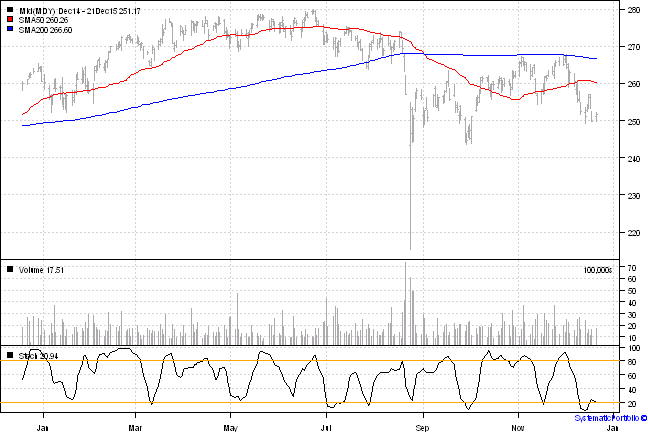 Mid(MDY) Dec14 - 21Dec15 251.17
SMA50 260.26
SMA200 266.60
280
270
260
250
240
230
220
Volume 17.51
100,000s
70
60
50
40
30
20
10
Stoch 20.94
100
80
60
40
20
Jan
Mar
May
Jul
Sep
Nov
Jan
SystematicPortfolio ©